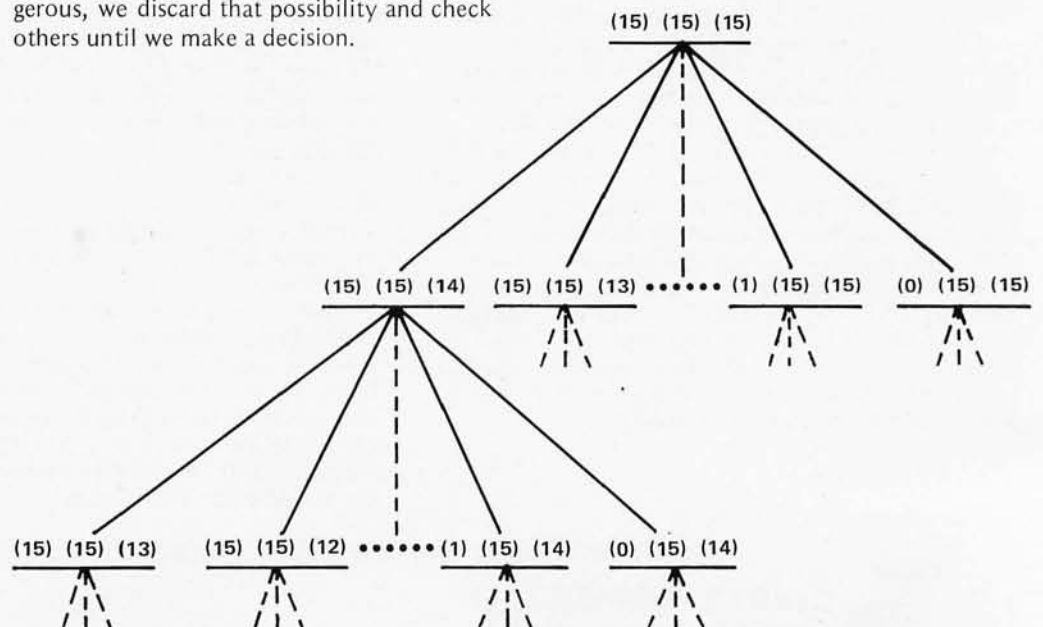 gerous, we discard that possibility and check
others until we make a decision.
(15) (15) (15)
(15) (15) (14) (15) (15) (13) •••••• (1) (15) (15) (0) (15) (15)
(15) (15) (13) (15) (15) (12) •••••• (1) (15) (14) (0) (15) (14)